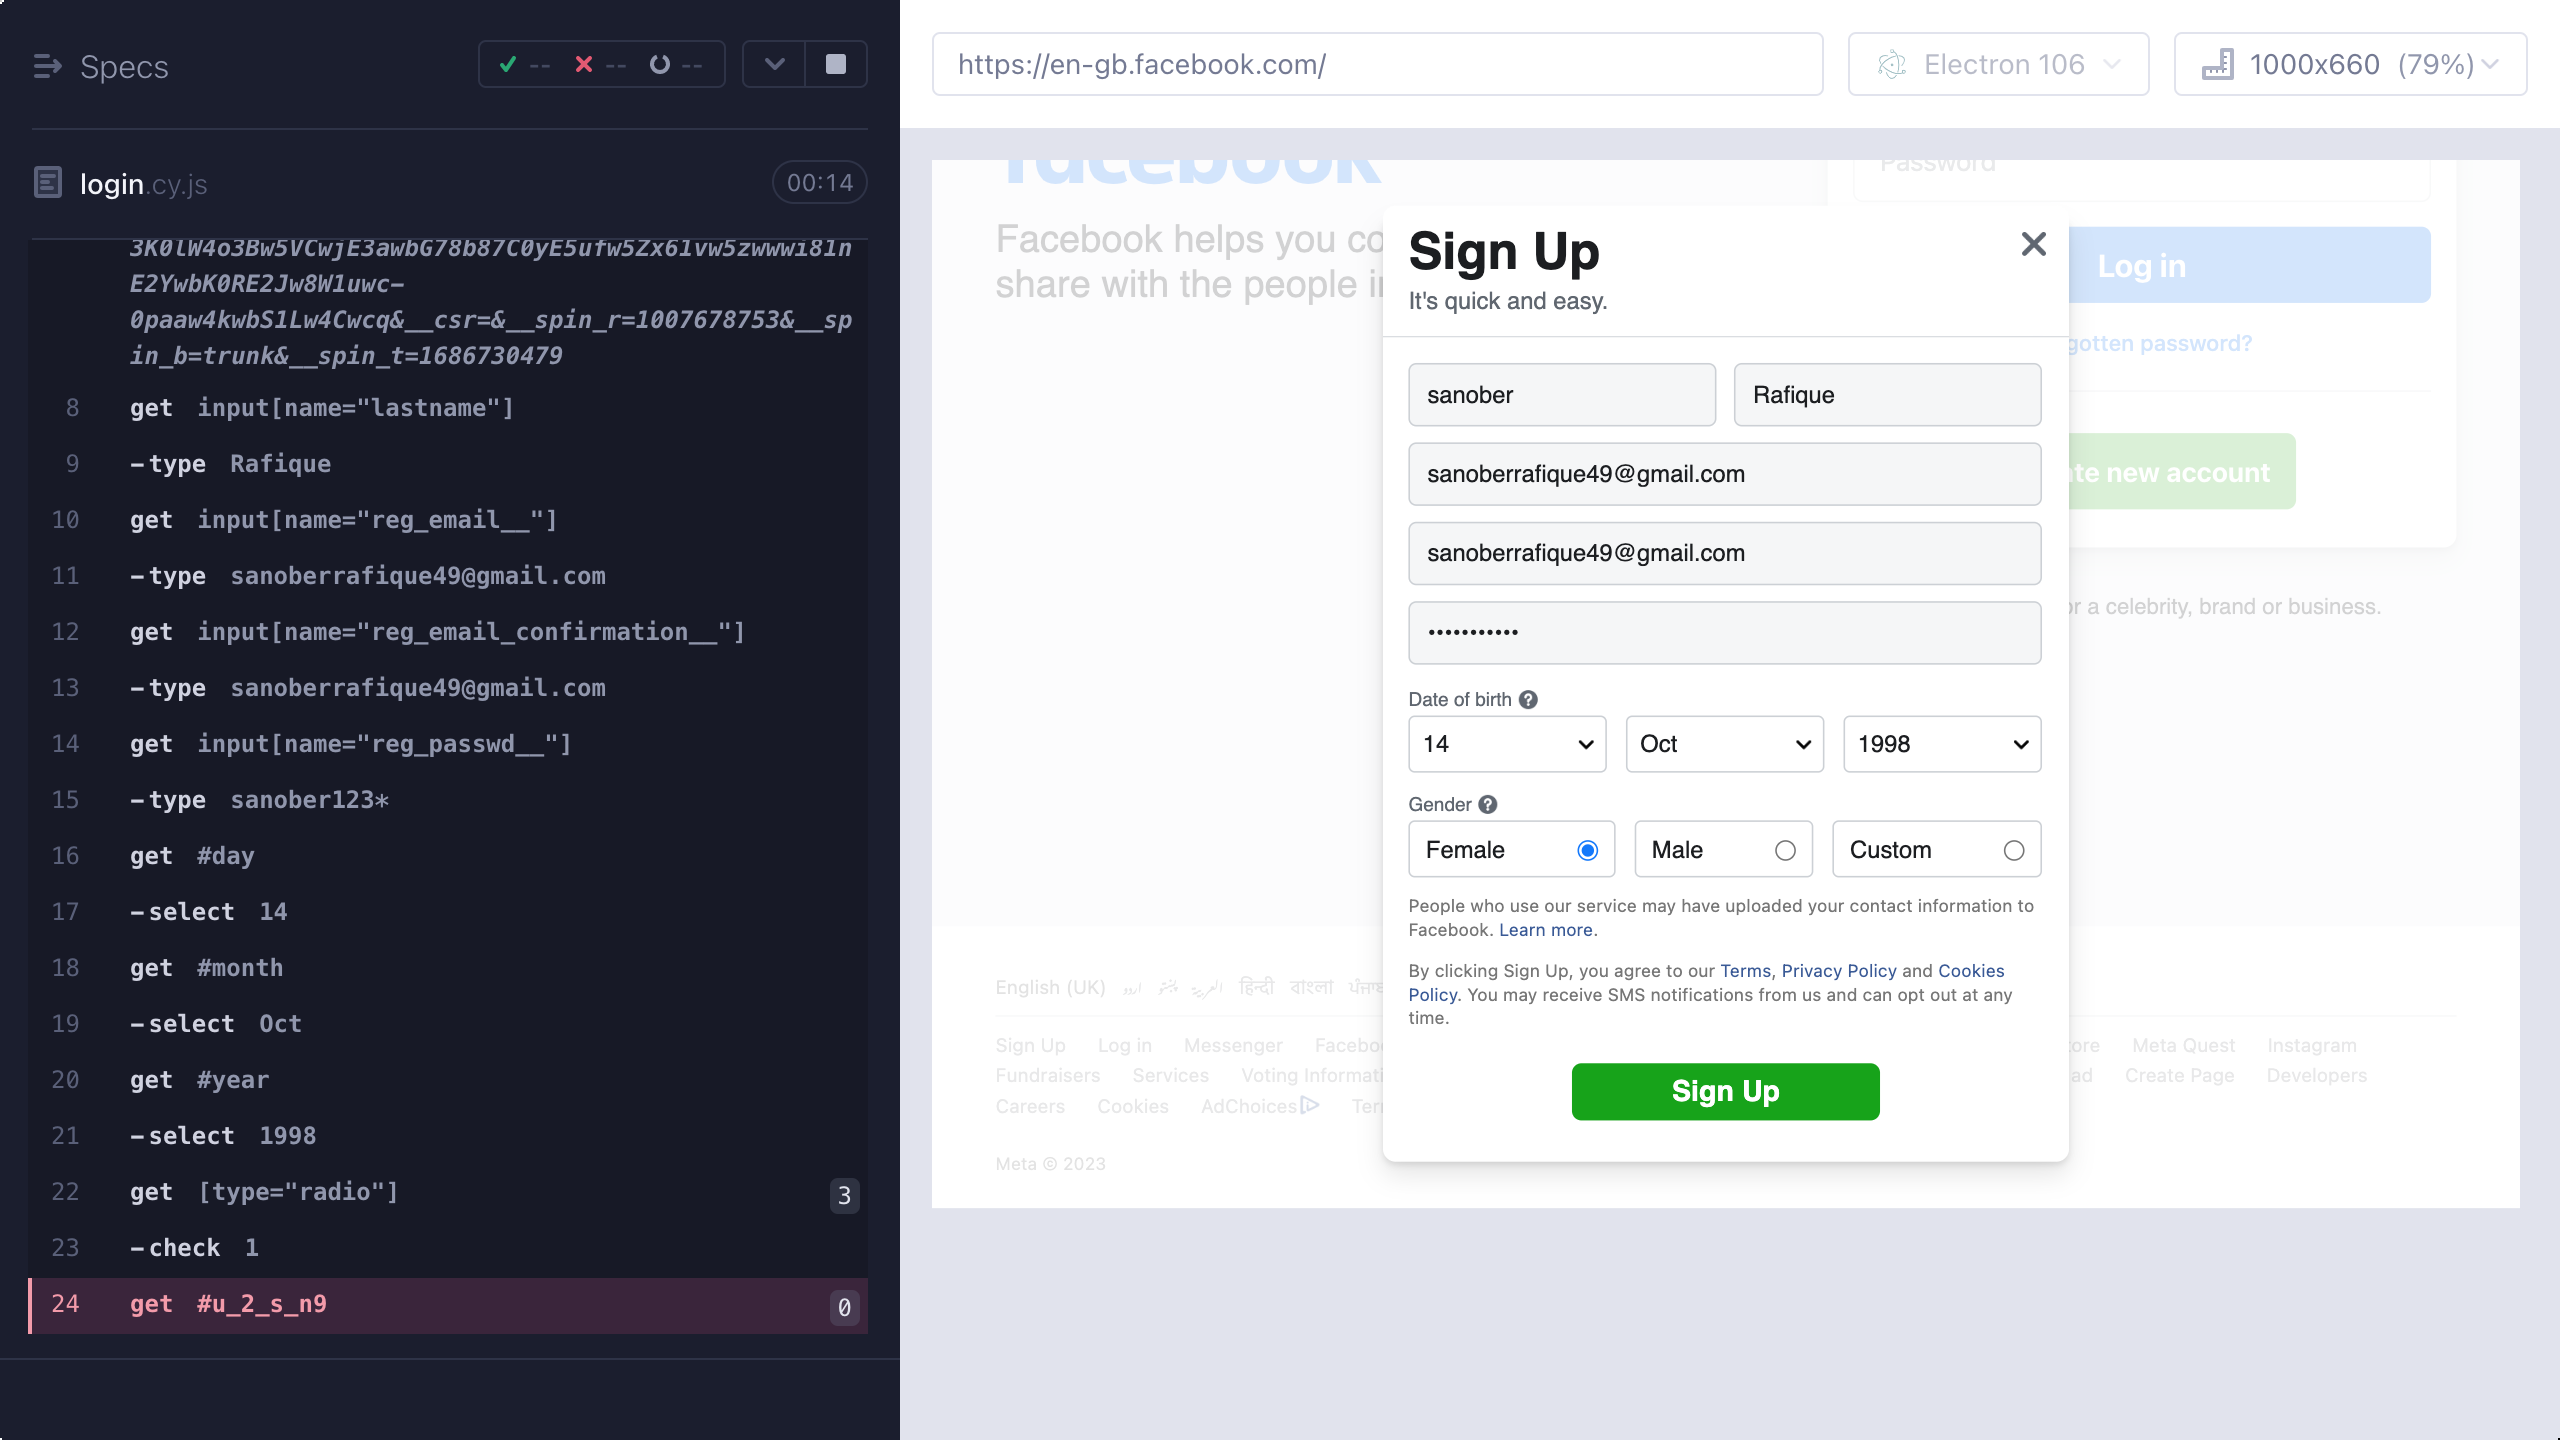 Specs
-- -- --
login.cy.js
00:14
3K0lW4o3Bw5VCwjE3awbG78b87C0yE5ufw5Zx61vw5zwwwi81n
E2YwbK0RE2Jw8W1uwc-
0paaw4kwbS1Lw4Cwcq&__csr=&__spin_r=1007678753&__sp
in_b=trunk&__spin_t=1686730479
8 get input[name="lastname"]
9 -type Rafique
10 get input[name="reg_email__"]
11 -type sanoberrafique49@gmail.com
12 get input[name="reg_email_confirmation__"]
13 -type sanoberrafique49@gmail.com
14 get input[name="reg_passwd__"]
15 -type sanober123*
16 get #day
17 -select 14
18 get #month
19 -select Oct
20 get #year
21 -select 1998
22 get [type="radio"] 3
23 -check 1
24 get #u_2_s_n9 0
https://en-gb.facebook.com/
Electron 106
1000x660 (79%)
facebook
Facebook helps you co
share with the people i
Password
Log in
gotten password?
te new account
r a celebrity, brand or business.
Sign Up
It's quick and easy.
sanober
Rafique
sanoberrafique49@gmail.com
sanoberrafique49@gmail.com
•••••••••••
Date of birth ?
14 Oct 1998
Gender ?
Female Male Custom
People who use our service may have uploaded your contact information to
Facebook. Learn more.
By clicking Sign Up, you agree to our Terms, Privacy Policy and Cookies
Policy. You may receive SMS notifications from us and can opt out at any
time.
Sign Up
English (UK) اردو پښتو العربية हिन्दी বাংলা
Sign Up Log in Messenger Facebo ore Meta Quest Instagram
Fundraisers Services Voting Informati ad Create Page Developers
Careers Cookies AdChoices Ter
Meta © 2023